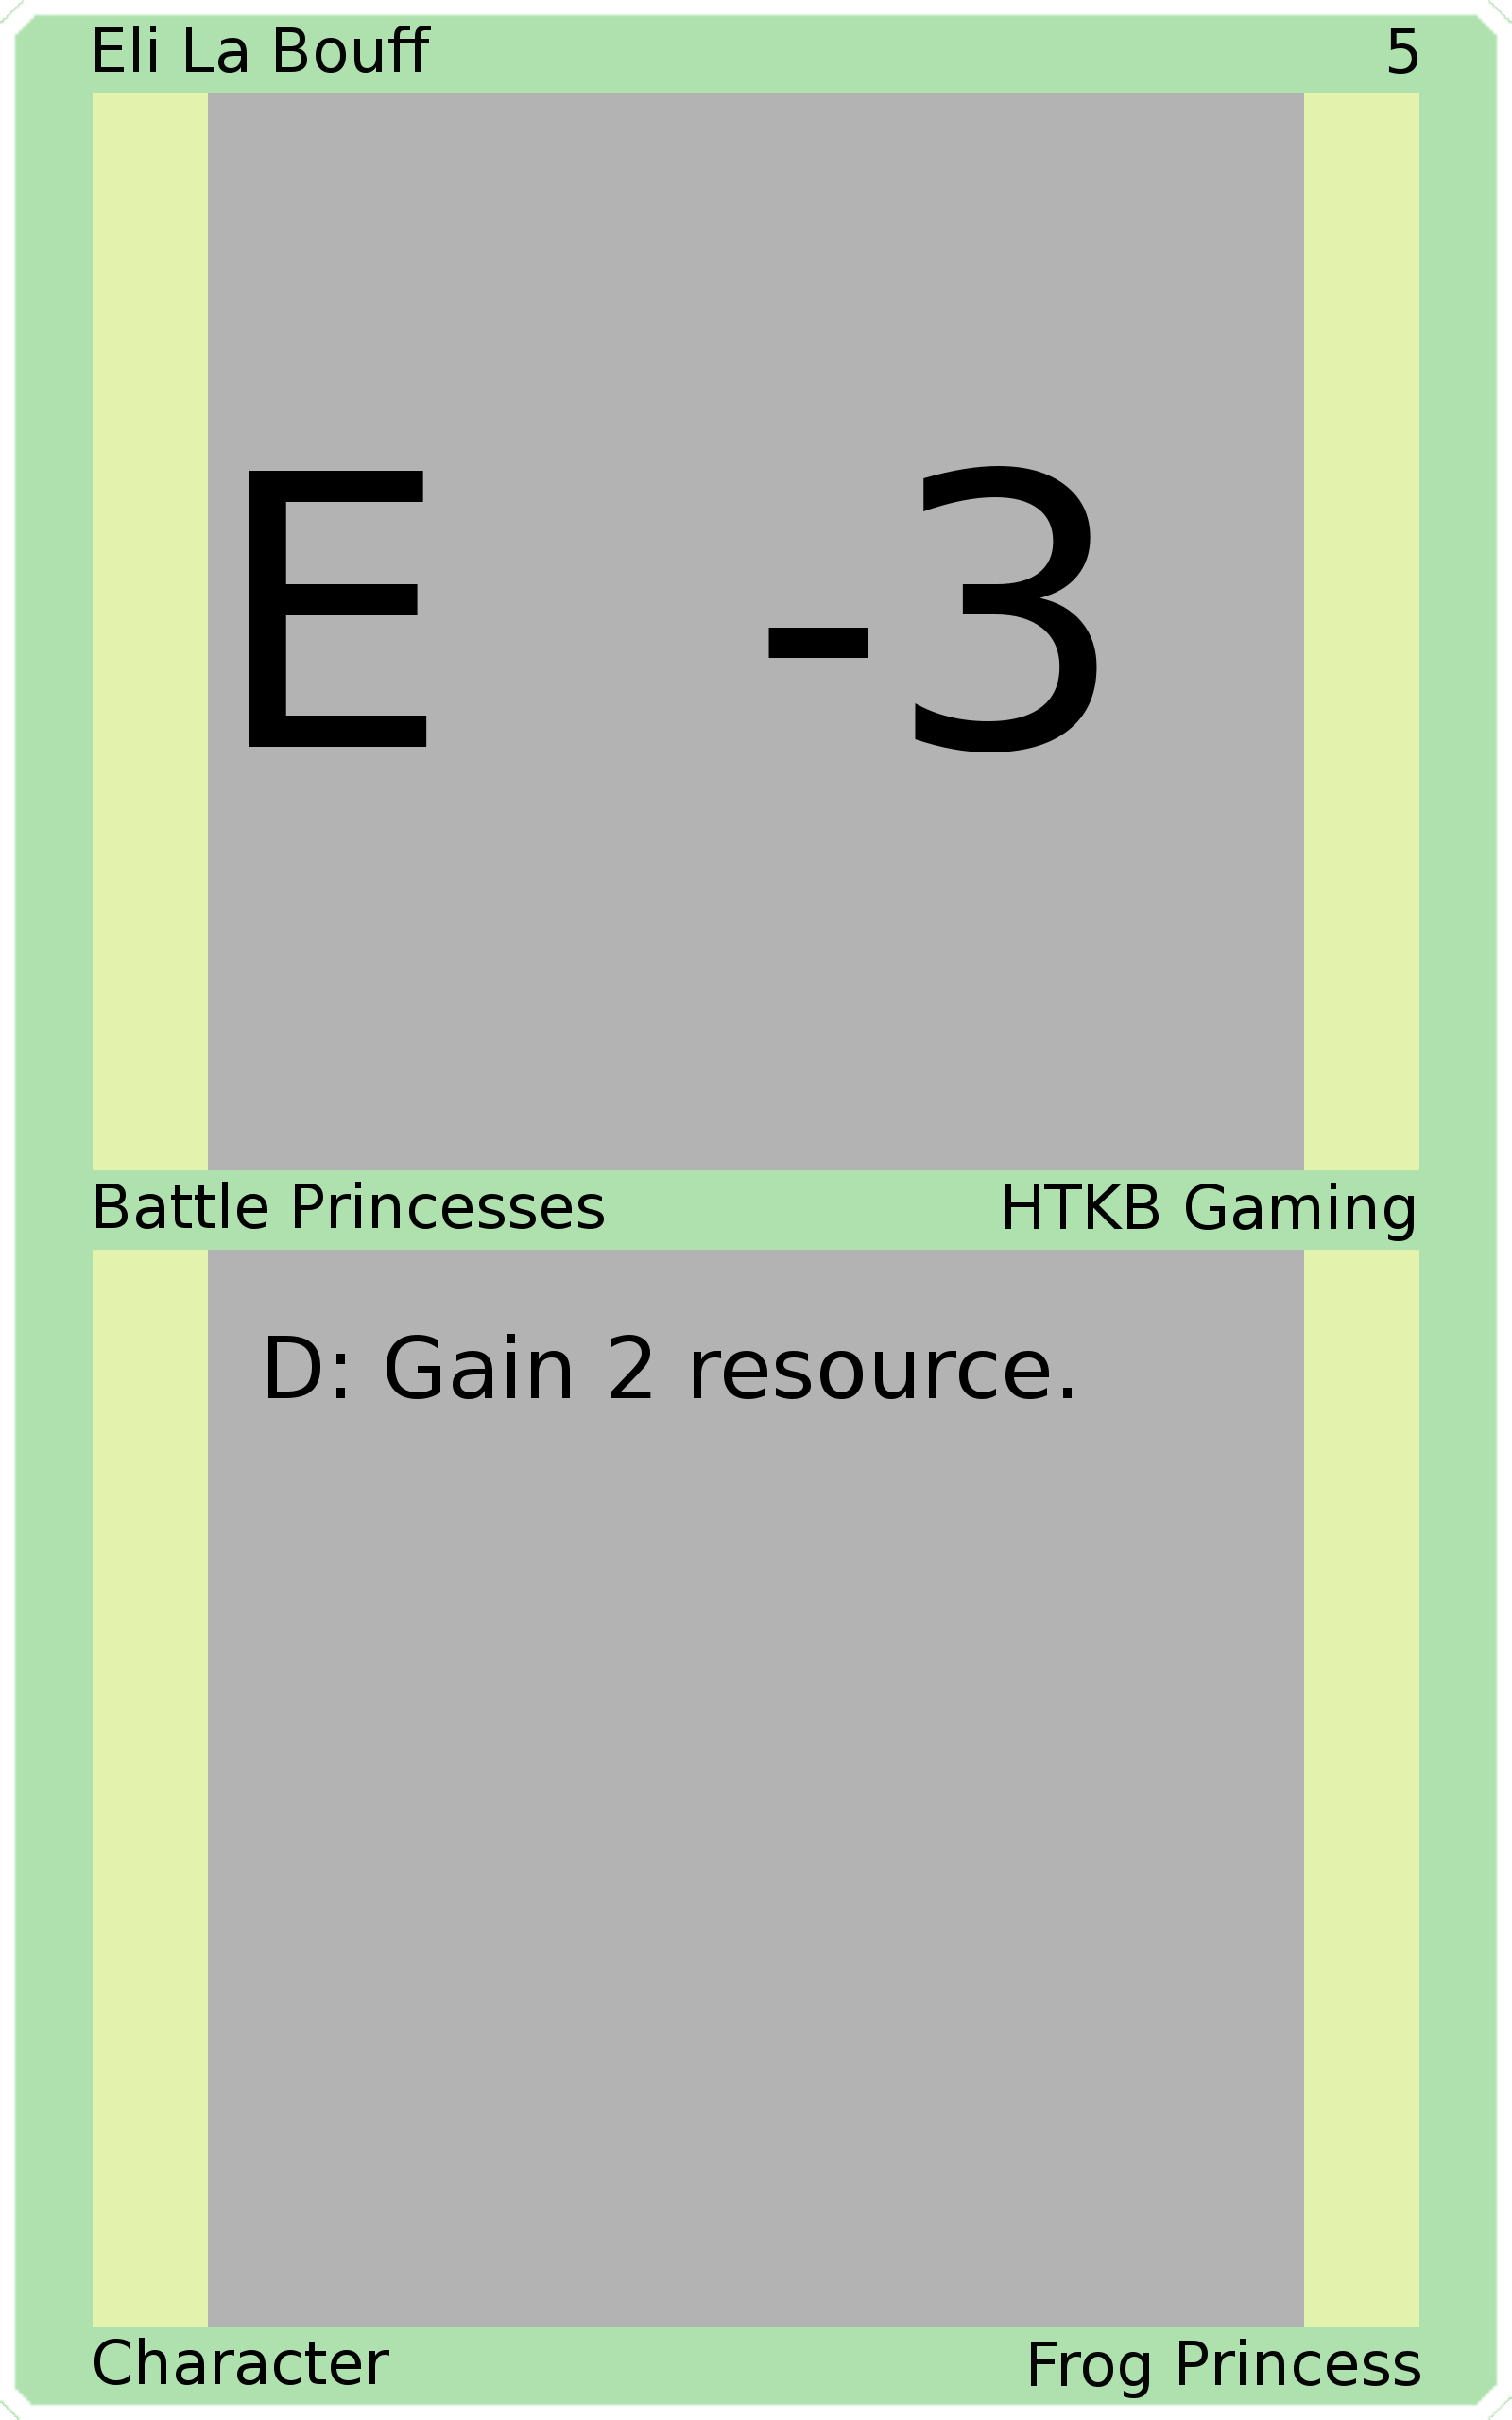 Eli La Bouff 5
E -3
Battle Princesses HTKB Gaming
D: Gain 2 resource.
Character Frog Princess